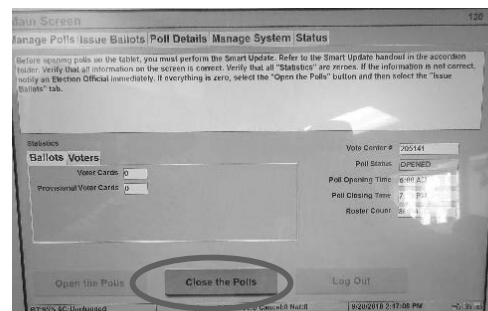 Main Screen
120
Manage Polls Issue Ballots Poll Details Manage System Status
Before opening polls on the tablet, you must perform the Smart Update. Refer to the Smart Update handout in the accordion
folder. Verify that all information on the screen is correct. Verify that all "Statistics" are zeroes. If the information is not correct,
notify an Election Official immediately. If everything is zero, select the "Open the Polls" button and then select the "Issue
Ballots" tab.
Statistics
Ballots Voters
Voter Cards 0
Provisional Voter Cards 0
Vote Center # 205141
Poll Status OPENED
Poll Opening Time 6:00 AM
Poll Closing Time 7 PM
Roster Count
Open the Polls
Close the Polls
Log Out
9/20/2018 2:17:08 PM